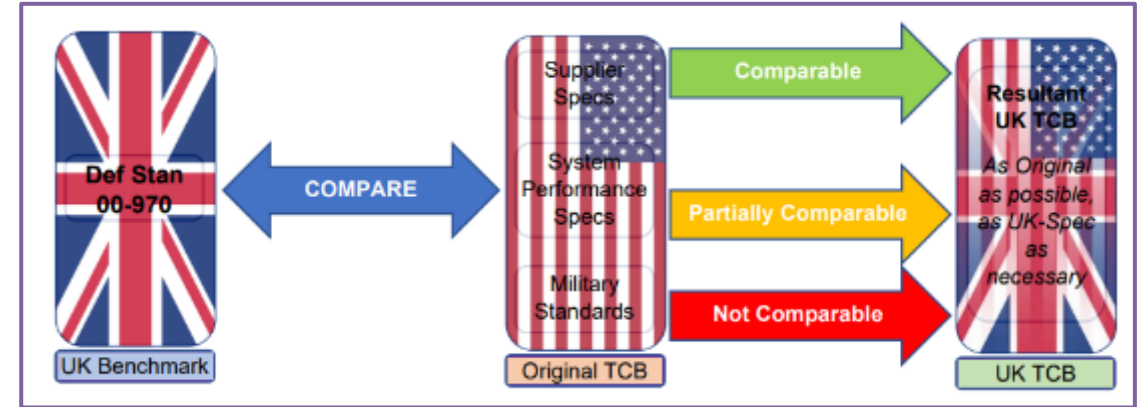 Def Stan
00-970
UK Benchmark
COMPARE
Supplier
Specs
System
Performance
Specs
Military
Standards
Original TCB
Comparable
Partially Comparable
Not Comparable
Resultant
UK TCB
As Original
as possible,
as UK-Spec
as
necessary
UK TCB